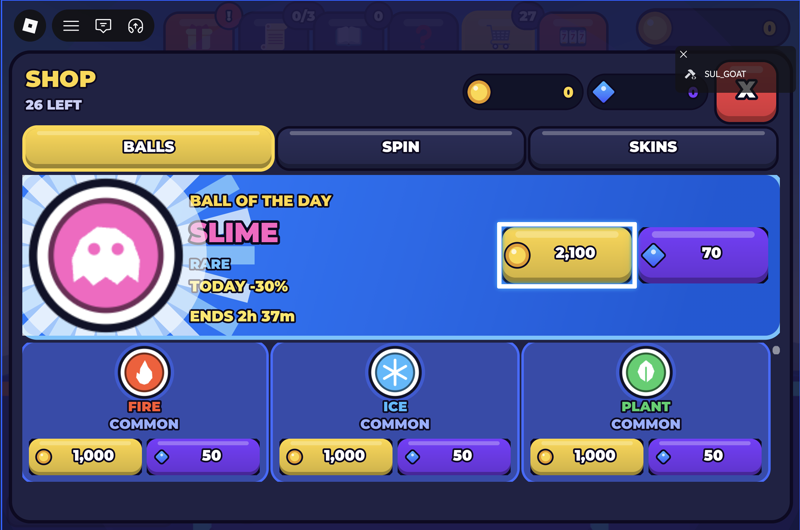 !
0/3
0
?
27
0
SUL_GOAT
SHOP
26 LEFT
0
0
X
BALLS
SPIN
SKINS
BALL OF THE DAY
SLIME
RARE
TODAY -30%
ENDS 2h 37m
2,100
70
FIRE
COMMON
1,000
50
ICE
COMMON
1,000
50
PLANT
COMMON
1,000
50